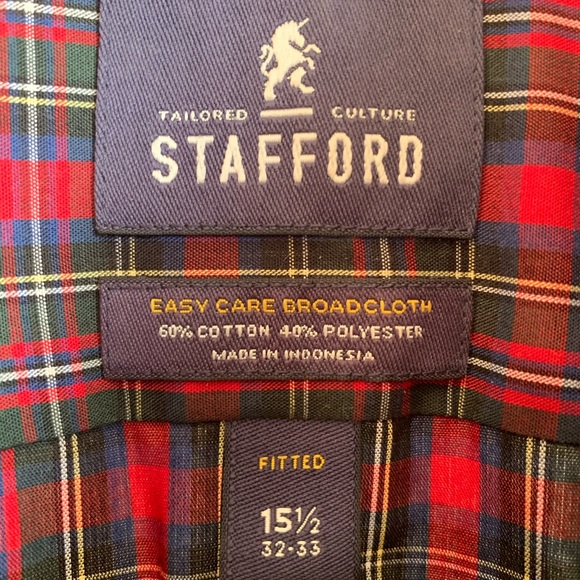 TAILORED CULTURE
STAFFORD
EASY CARE BROADCLOTH
60% COTTON 40% POLYESTER
MADE IN INDONESIA
FITTED
15½
32-33